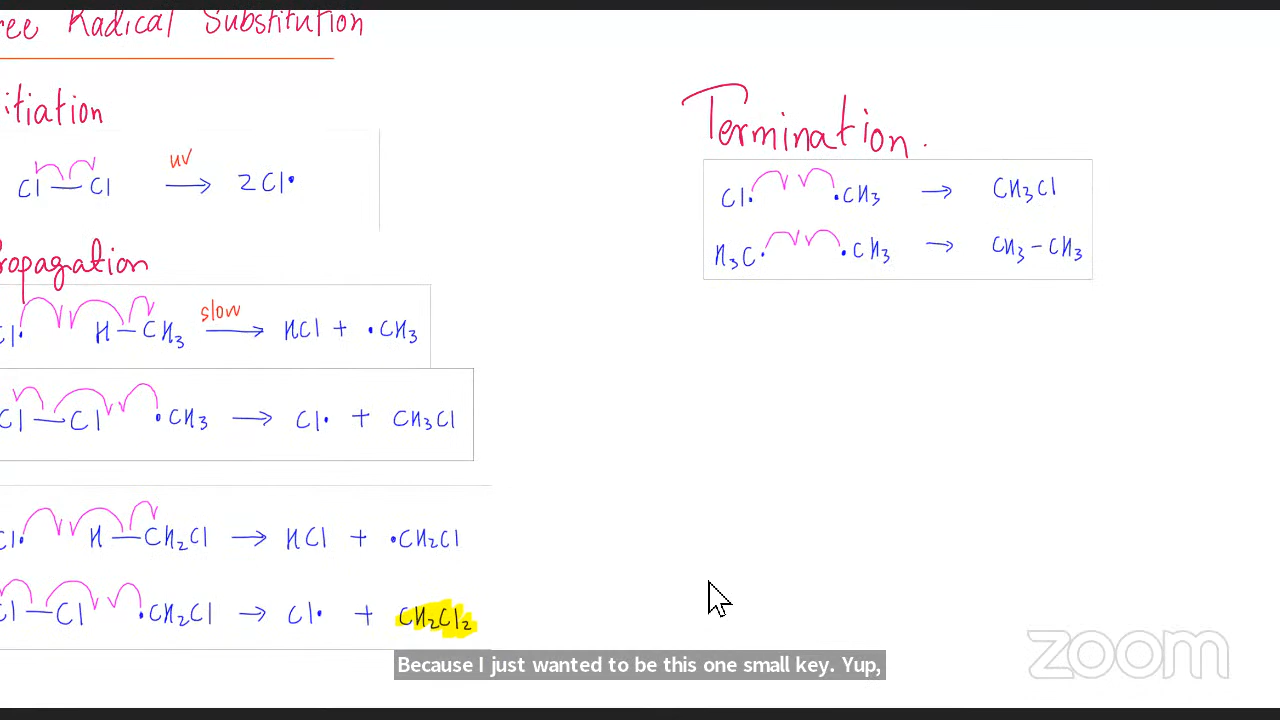 ree Radical Substitution
itiation
Cl—Cl uv → 2Cl•
ropagation
Cl• H—CH₃ slow → HCl + •CH₃
Cl—Cl •CH₃ → Cl• + CH₃Cl
Cl• H—CH₂Cl → HCl + •CH₂Cl
Cl—Cl •CH₂Cl → Cl• + CH₂Cl₂
Termination.
Cl• •CH₃ → CH₃Cl
H₃C• •CH₃ → CH₃–CH₃
Because I just wanted to be this one small key. Yup,
zoom